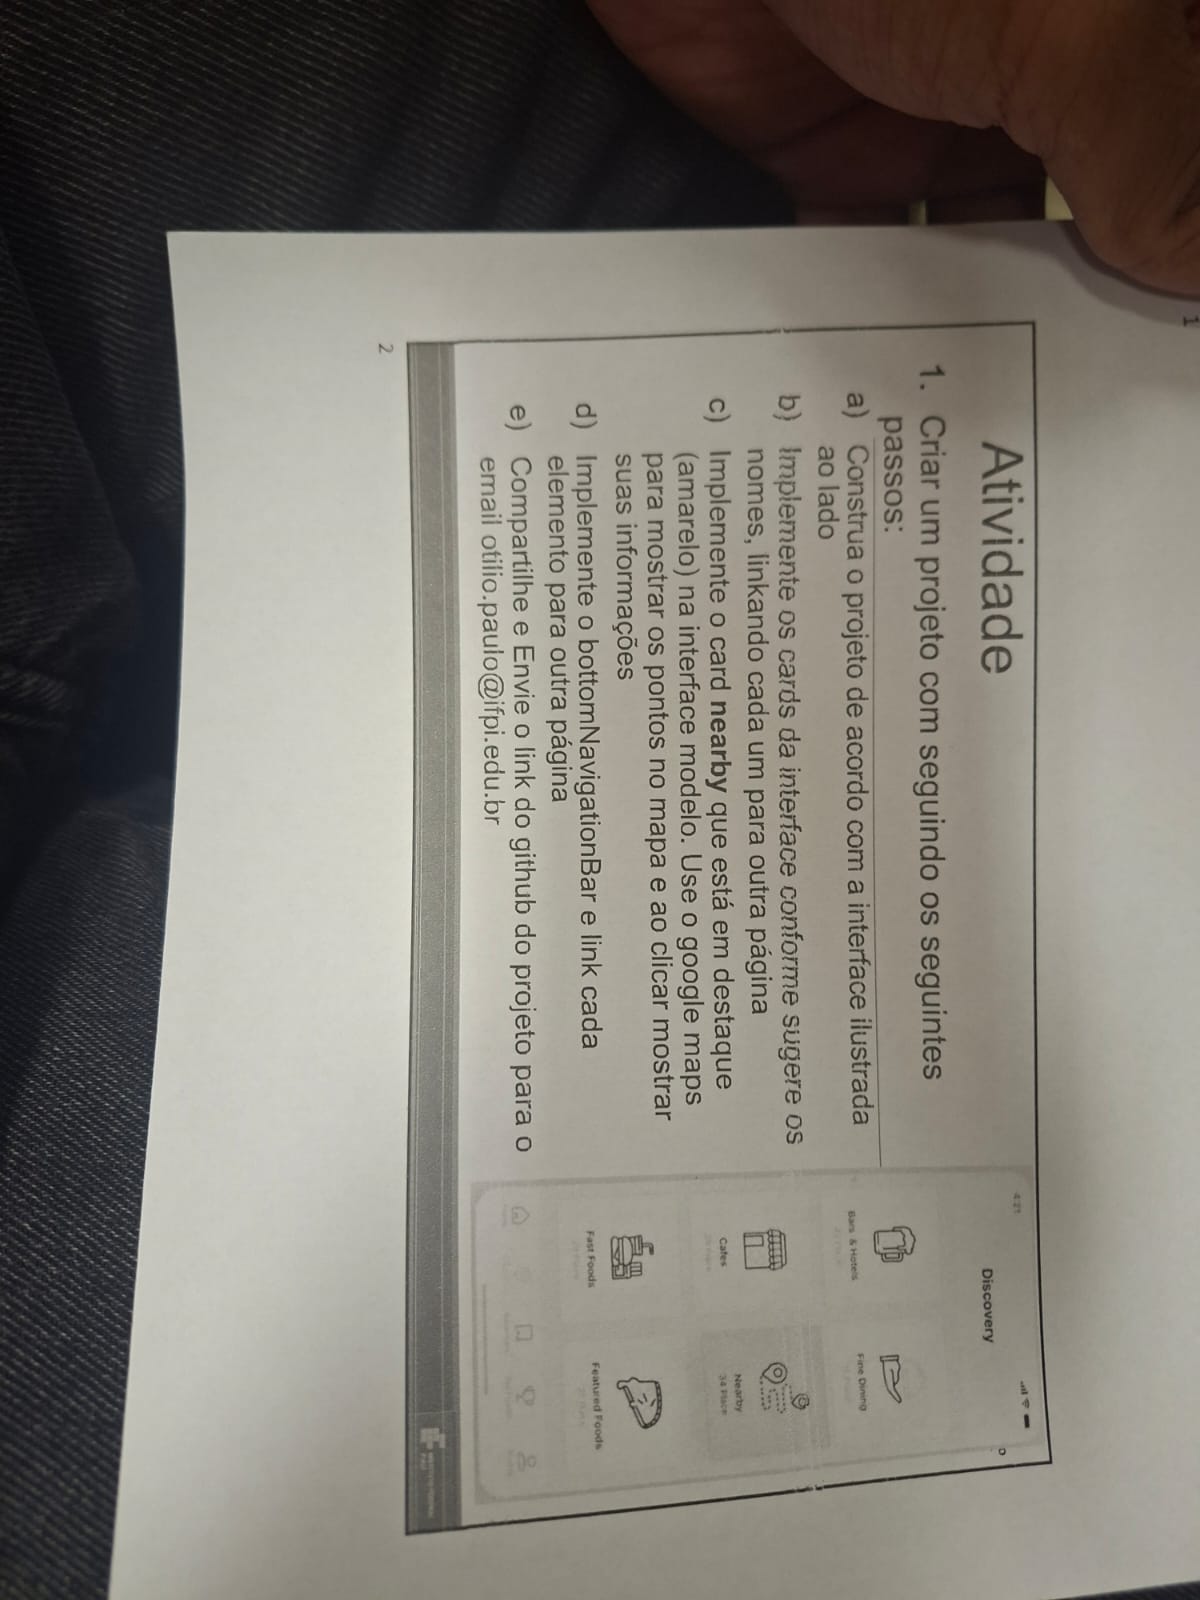 1
Atividade
1. Criar um projeto com seguindo os seguintes
passos:
a) Construa o projeto de acordo com a interface ilustrada
ao lado
b) Implemente os cards da interface conforme sugere os
nomes, linkando cada um para outra página
c) Implemente o card nearby que está em destaque
(amarelo) na interface modelo. Use o google maps
para mostrar os pontos no mapa e ao clicar mostrar
suas informações
d) Implemente o bottomNavigationBar e link cada
elemento para outra página
e) Compartilhe e Envie o link do github do projeto para o
email otilio.paulo@ifpi.edu.br
4:21
Discovery
Bars & Hotels
Fine Dining
Cafes
Nearby
34 Place
Fast Foods
Featured Foods
2